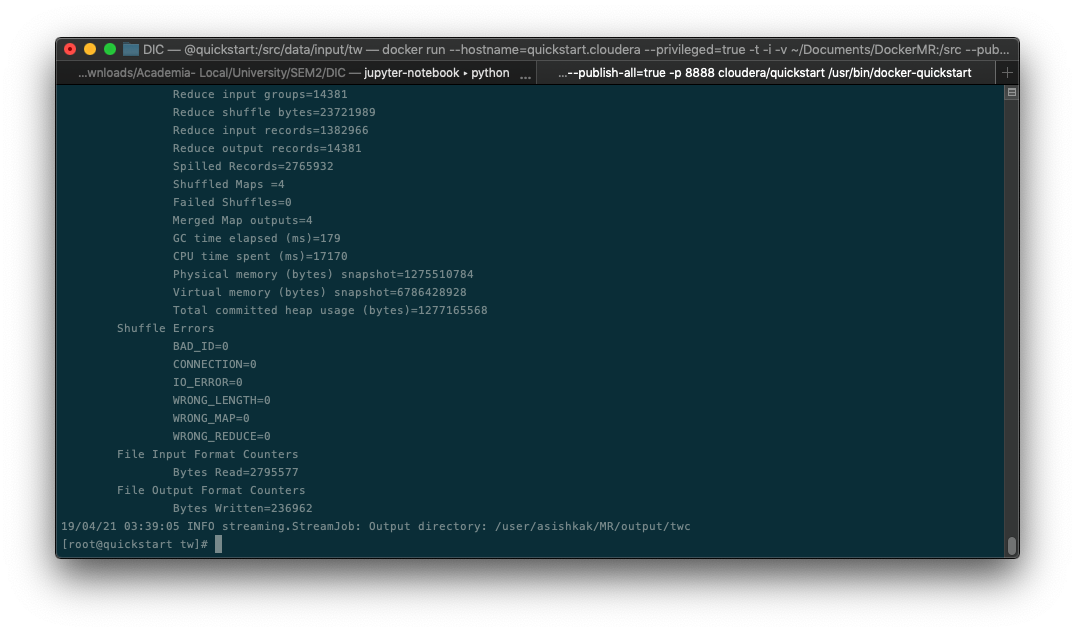 DIC — @quickstart:/src/data/input/tw — docker run --hostname=quickstart.cloudera --privileged=true -t -i -v ~/Documents/DockerMR:/src --pub...
...wnloads/Academia- Local/University/SEM2/DIC — jupyter-notebook ▸ python ...
...--publish-all=true -p 8888 cloudera/quickstart /usr/bin/docker-quickstart
Reduce input groups=14381
Reduce shuffle bytes=23721989
Reduce input records=1382966
Reduce output records=14381
Spilled Records=2765932
Shuffled Maps =4
Failed Shuffles=0
Merged Map outputs=4
GC time elapsed (ms)=179
CPU time spent (ms)=17170
Physical memory (bytes) snapshot=1275510784
Virtual memory (bytes) snapshot=6786428928
Total committed heap usage (bytes)=1277165568
Shuffle Errors
BAD_ID=0
CONNECTION=0
IO_ERROR=0
WRONG_LENGTH=0
WRONG_MAP=0
WRONG_REDUCE=0
File Input Format Counters
Bytes Read=2795577
File Output Format Counters
Bytes Written=236962
19/04/21 03:39:05 INFO streaming.StreamJob: Output directory: /user/asishkak/MR/output/twc
[root@quickstart tw]#